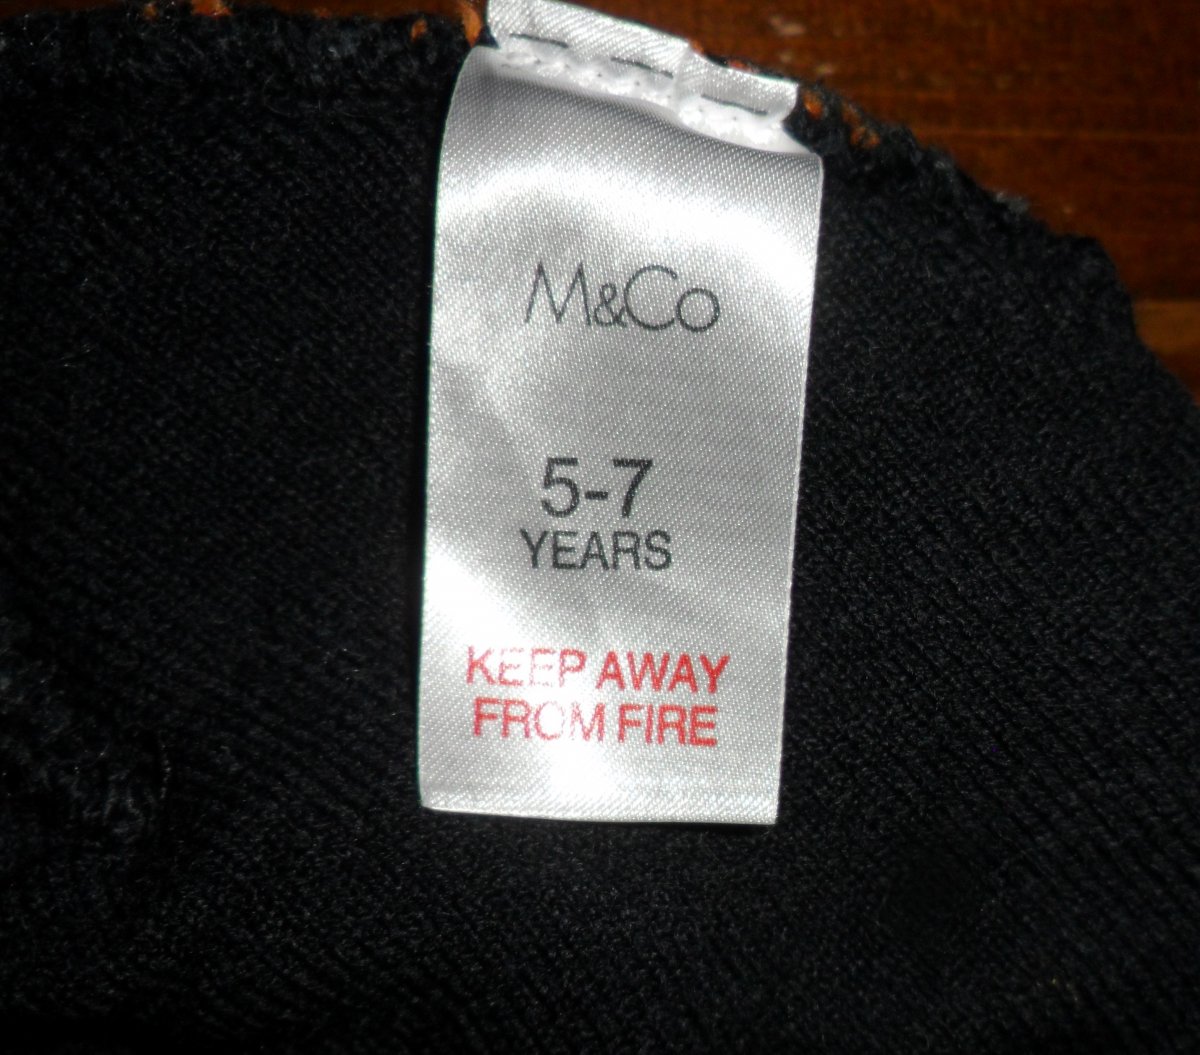 M&Co
5-7
YEARS
KEEP AWAY
FROM FIRE